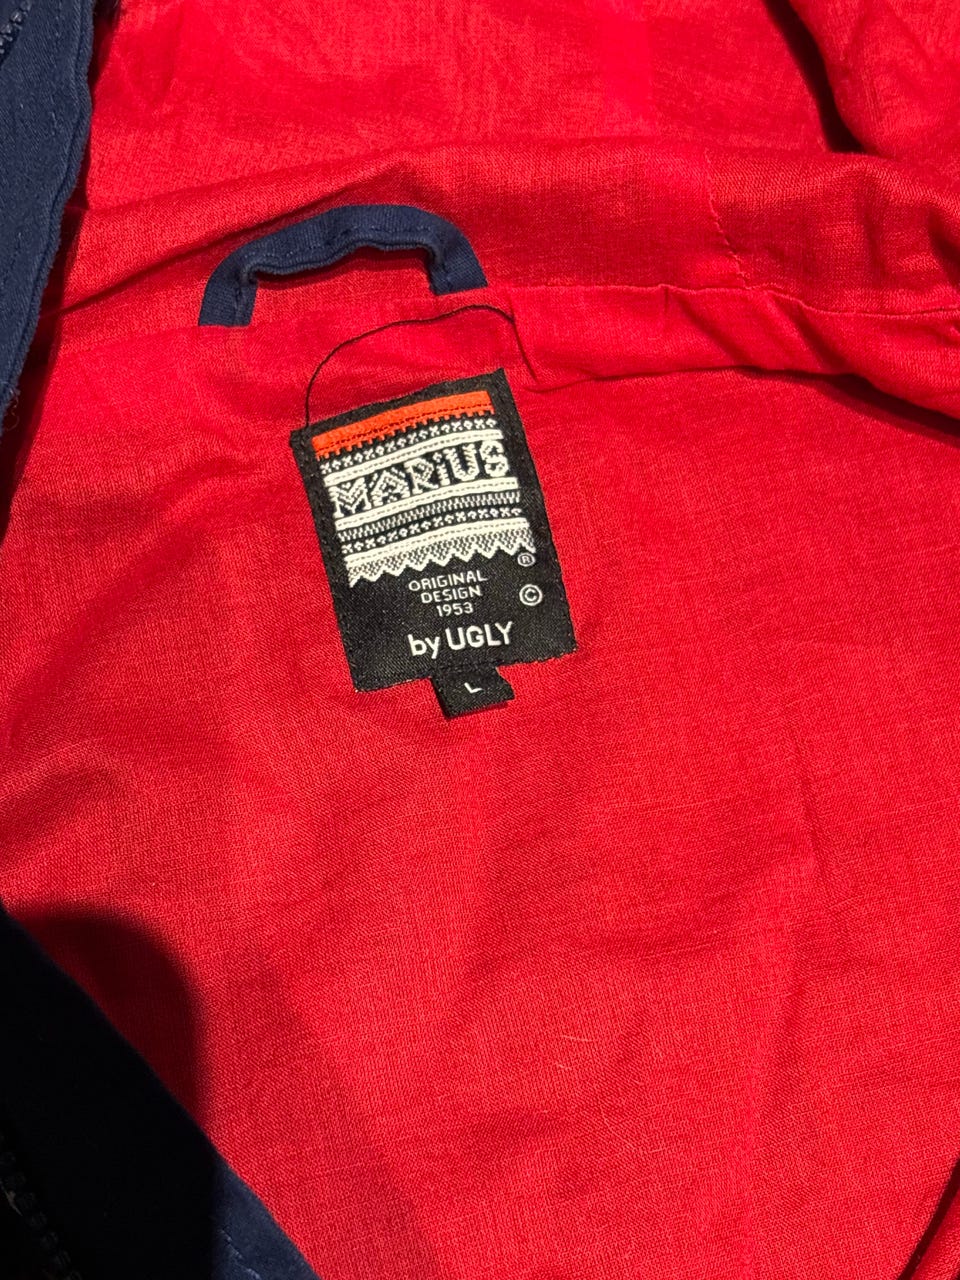 MARiUS
®
ORIGINAL
DESIGN ©
1953
by UGLY
L